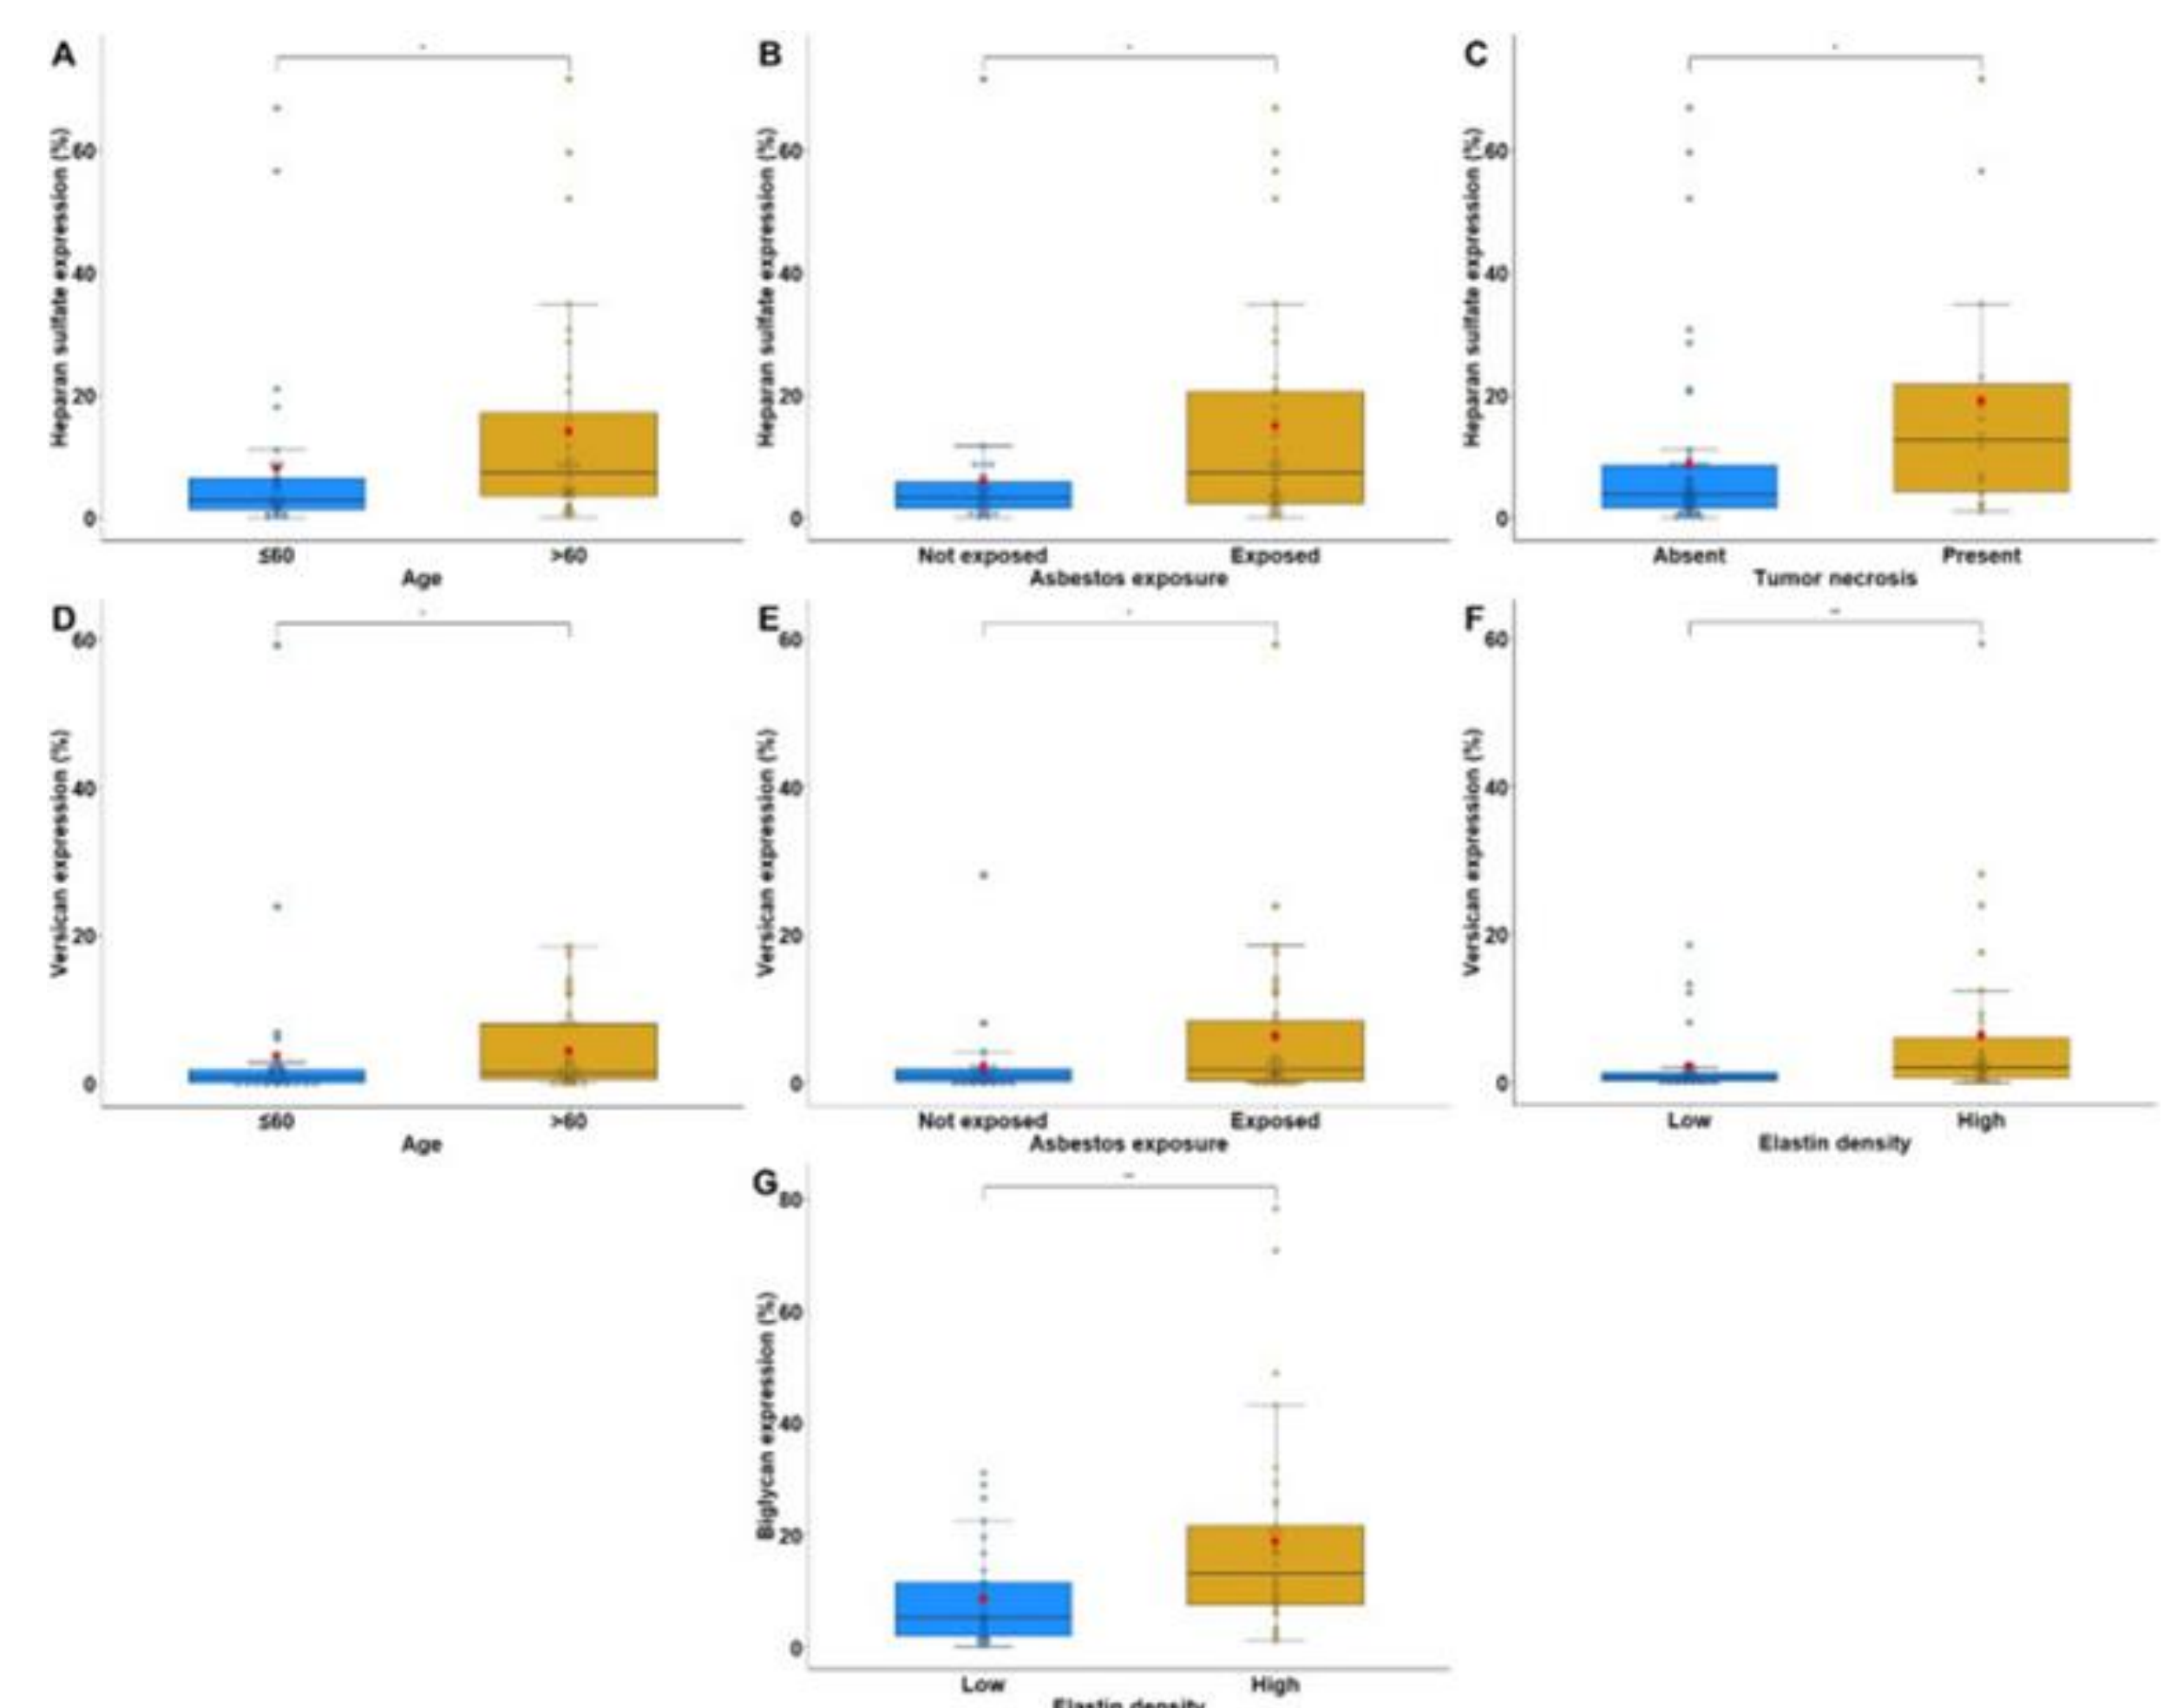 A
Heparan sulfate expression (%)
60
40
20
0
≤60 >60
Age
B
Heparan sulfate expression (%)
60
40
20
0
Not exposed Exposed
Asbestos exposure
C
Heparan sulfate expression (%)
60
40
20
0
Absent Present
Tumor necrosis
D
Versican expression (%)
60
40
20
0
≤60 >60
Age
E
Versican expression (%)
60
40
20
0
Not exposed Exposed
Asbestos exposure
F
Versican expression (%)
60
40
20
0
Low High
Elastin density
G
Biglycan expression (%)
80
60
40
20
0
Low High
Elastin density